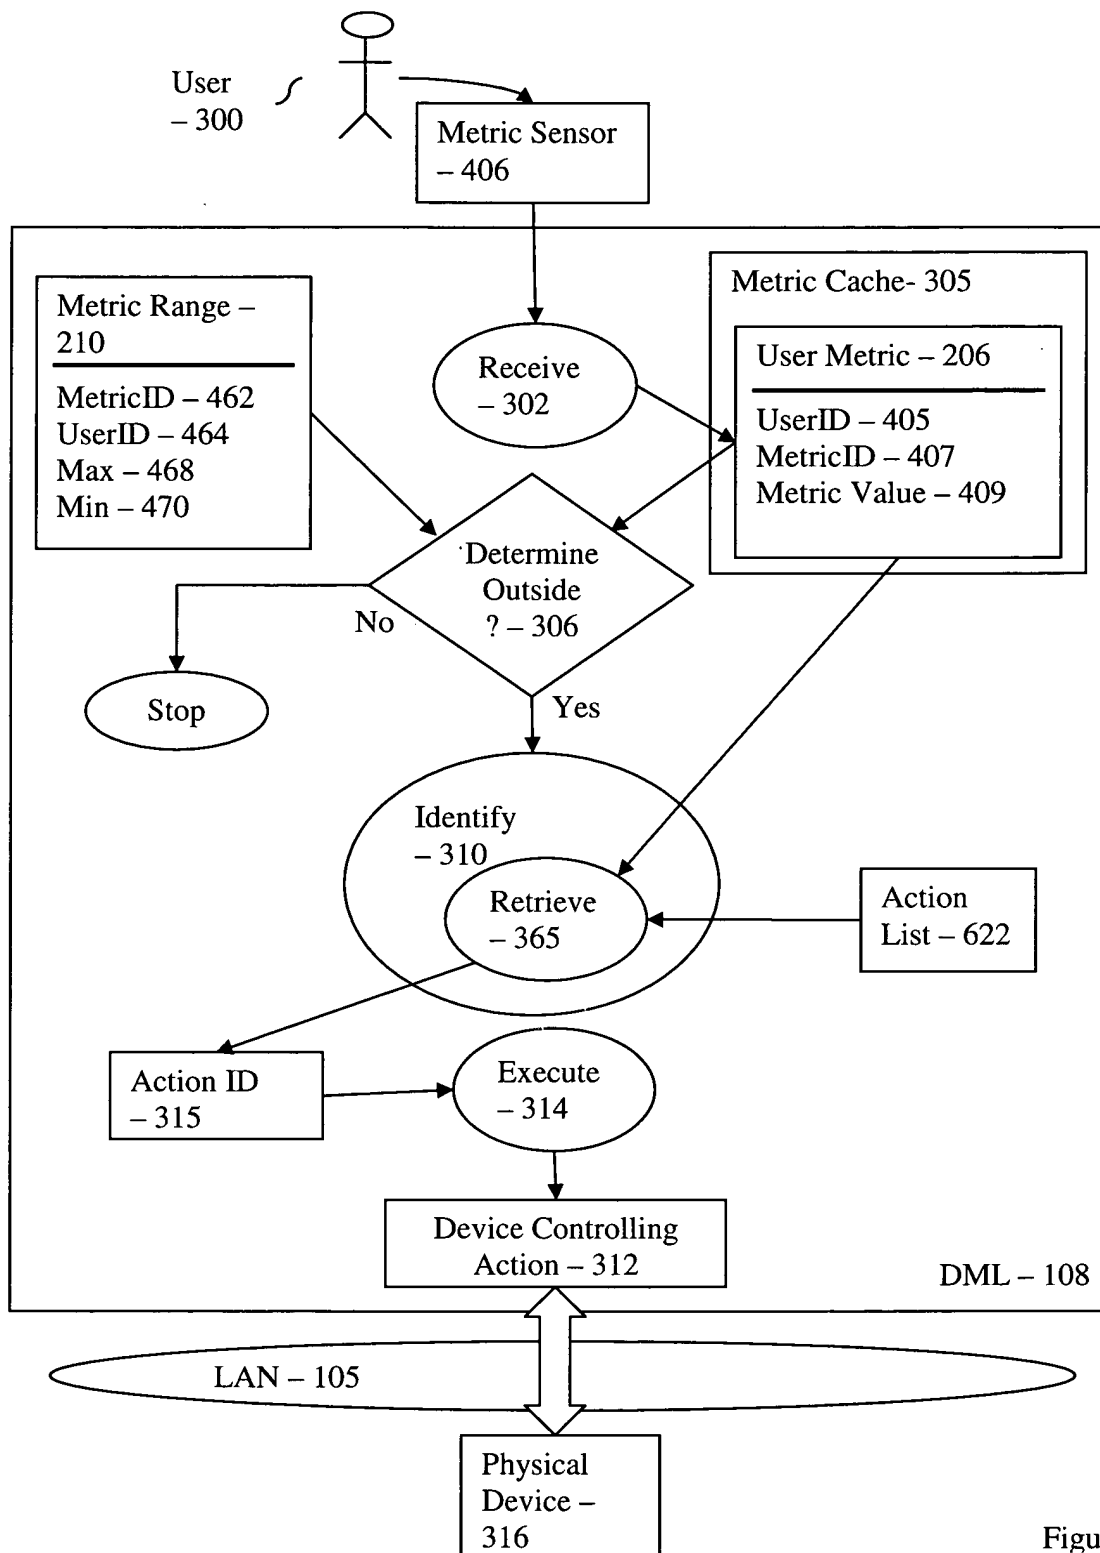 User
– 300
Metric Sensor
– 406
Metric Range –
210
MetricID – 462
UserID – 464
Max – 468
Min – 470
Receive
– 302
Metric Cache- 305
User Metric – 206
UserID – 405
MetricID – 407
Metric Value – 409
Determine
Outside
? – 306
No
Yes
Stop
Identify
– 310
Retrieve
– 365
Action
List – 622
Action ID
– 315
Execute
– 314
Device Controlling
Action – 312
DML – 108
LAN – 105
Physical
Device –
316
Figu